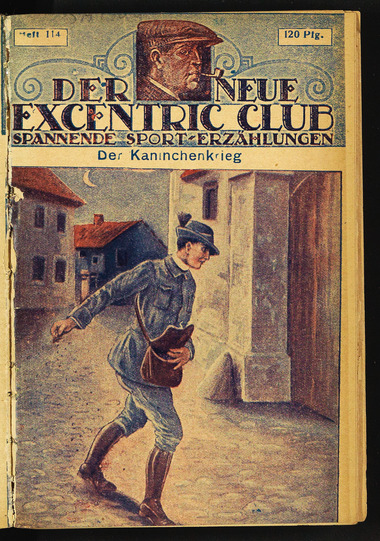 Heft 114
120 Pfg.
DER NEUE
EXCENTRIC CLUB
SPANNENDE SPORT-ERZÄHLUNGEN
Der Kaninchenkrieg